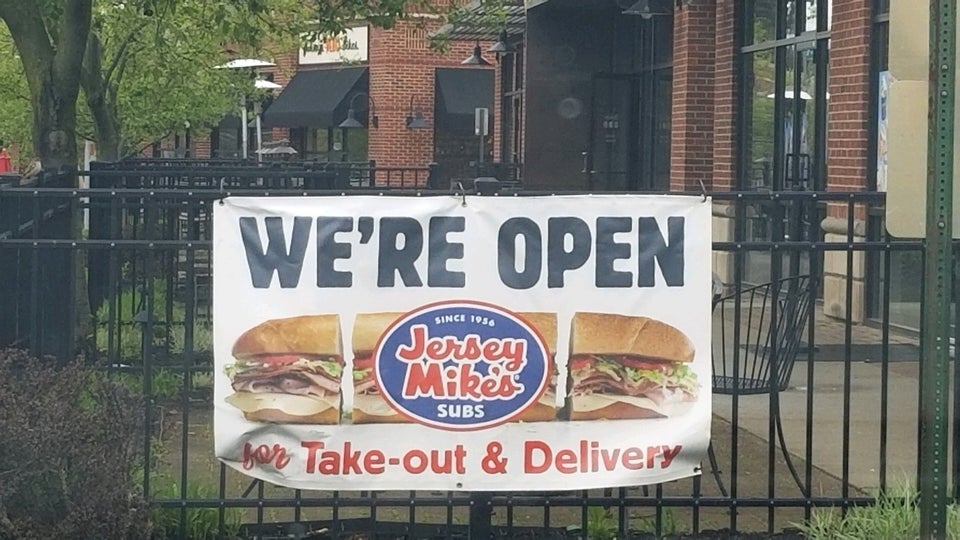 WE'RE OPEN
SINCE 1956
Jersey
Mike's
SUBS
for Take-out & Delivery